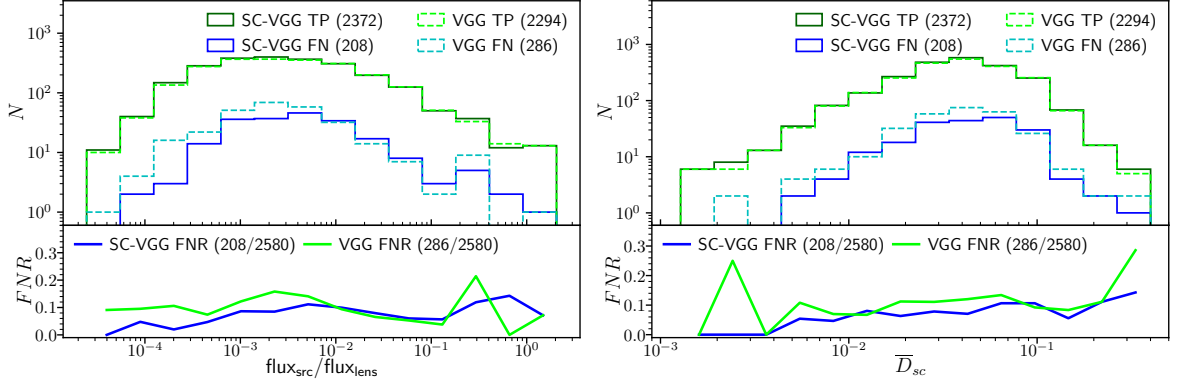 SC-VGG TP (2372)
VGG TP (2294)
SC-VGG FN (208)
VGG FN (286)
10³
10²
10¹
10⁰
N
SC-VGG FNR (208/2580)
VGG FNR (286/2580)
0.3
0.2
0.1
0.0
FNR
10⁻⁴
10⁻³
10⁻²
10⁻¹
10⁰
flux_src/flux_lens
SC-VGG TP (2372)
VGG TP (2294)
SC-VGG FN (208)
VGG FN (286)
10³
10²
10¹
10⁰
N
SC-VGG FNR (208/2580)
VGG FNR (286/2580)
0.3
0.2
0.1
0.0
FNR
10⁻³
10⁻²
10⁻¹
D̅_sc